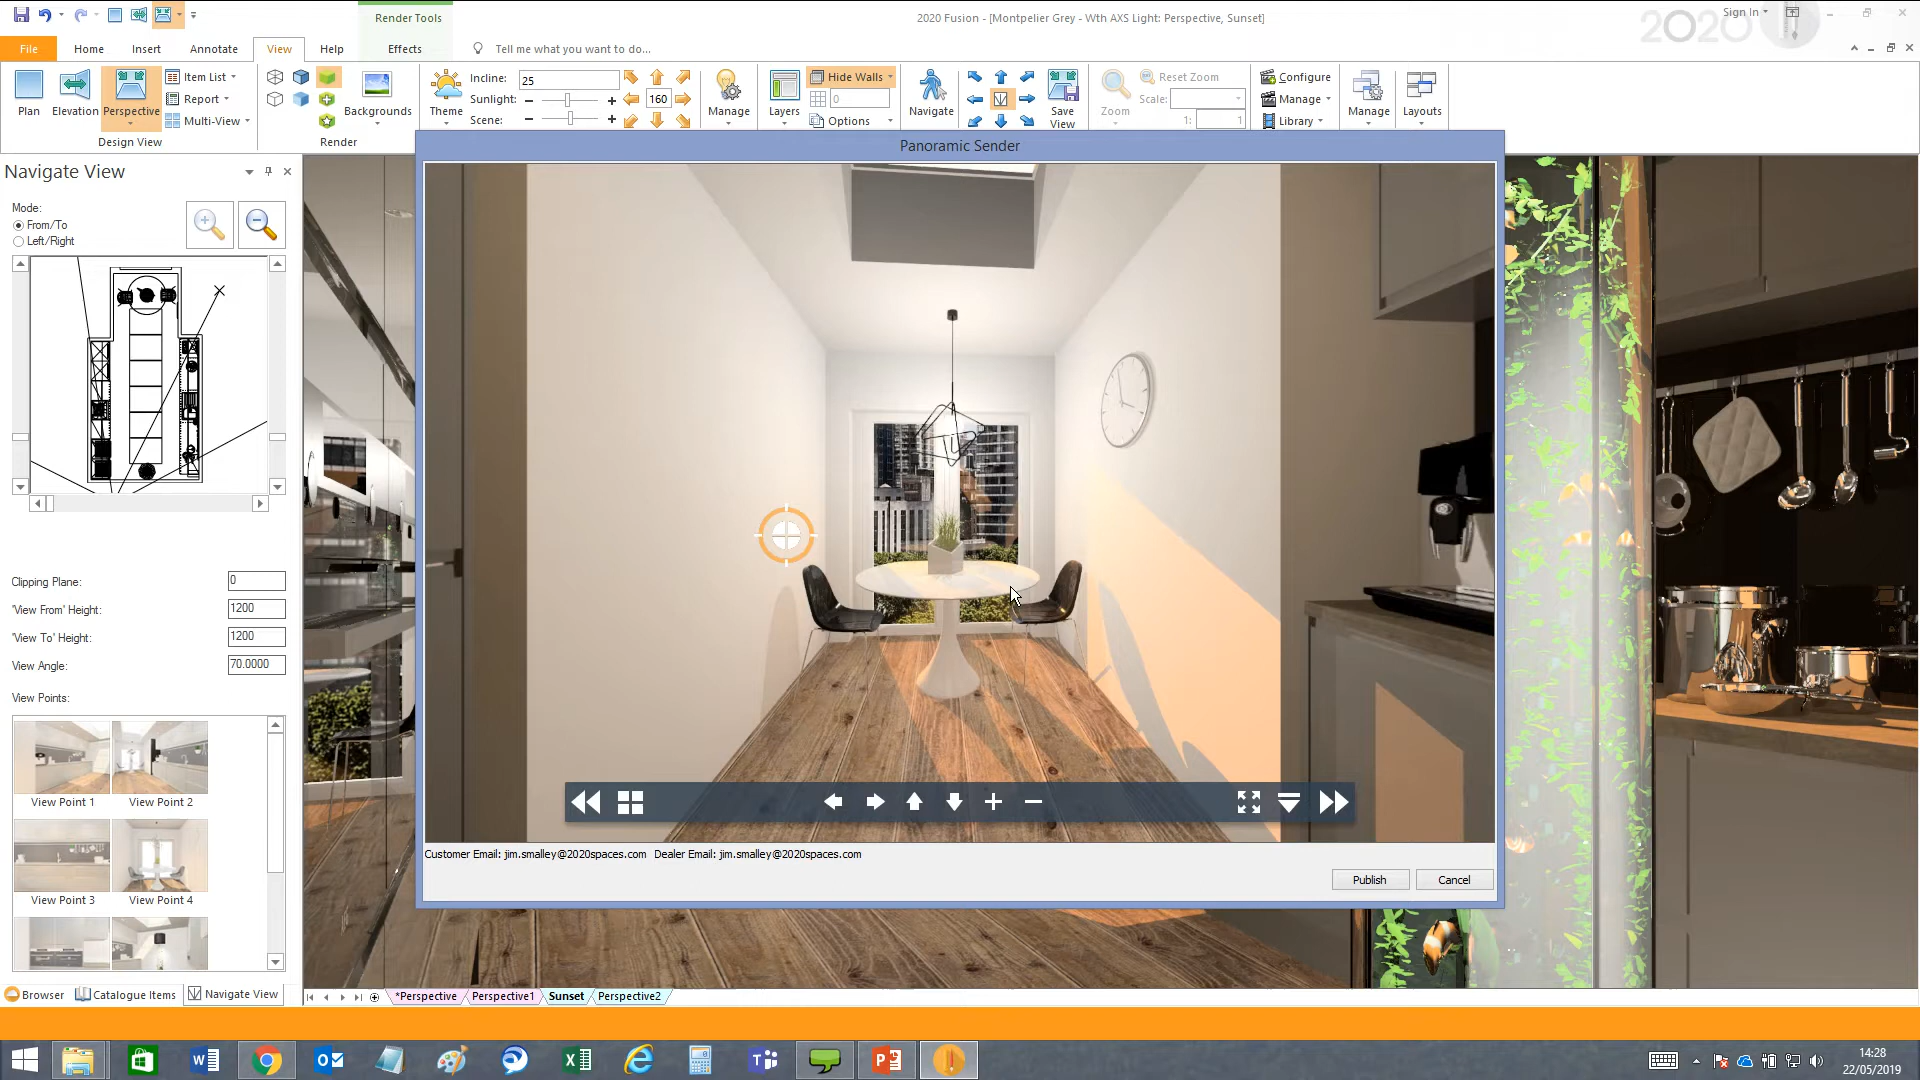 Render Tools
2020 Fusion - [Montpelier Grey - Wth AXS Light: Perspective, Sunset]
Sign In
2020
File
Home
Insert
Annotate
View
Help
Effects
Tell me what you want to do...
Plan
Elevation
Perspective
Item List
Report
Multi-View
Design View
Backgrounds
Render
Theme
Incline:
25
Sunlight:
Scene:
160
Manage
Layers
Hide Walls
0
Options
Navigate
Save
View
Zoom
Reset Zoom
Scale:
1:
1
Configure
Manage
Library
Manage
Layouts
Navigate View
Mode:
From/To
Left/Right
Clipping Plane:
0
'View From' Height:
1200
'View To' Height:
1200
View Angle:
70.0000
View Points:
View Point 1
View Point 2
View Point 3
View Point 4
Browser
Catalogue Items
Navigate View
Panoramic Sender
Customer Email: jim.smalley@2020spaces.com Dealer Email: jim.smalley@2020spaces.com
Publish
Cancel
*Perspective
Perspective1
Sunset
Perspective2
14:28
22/05/2019